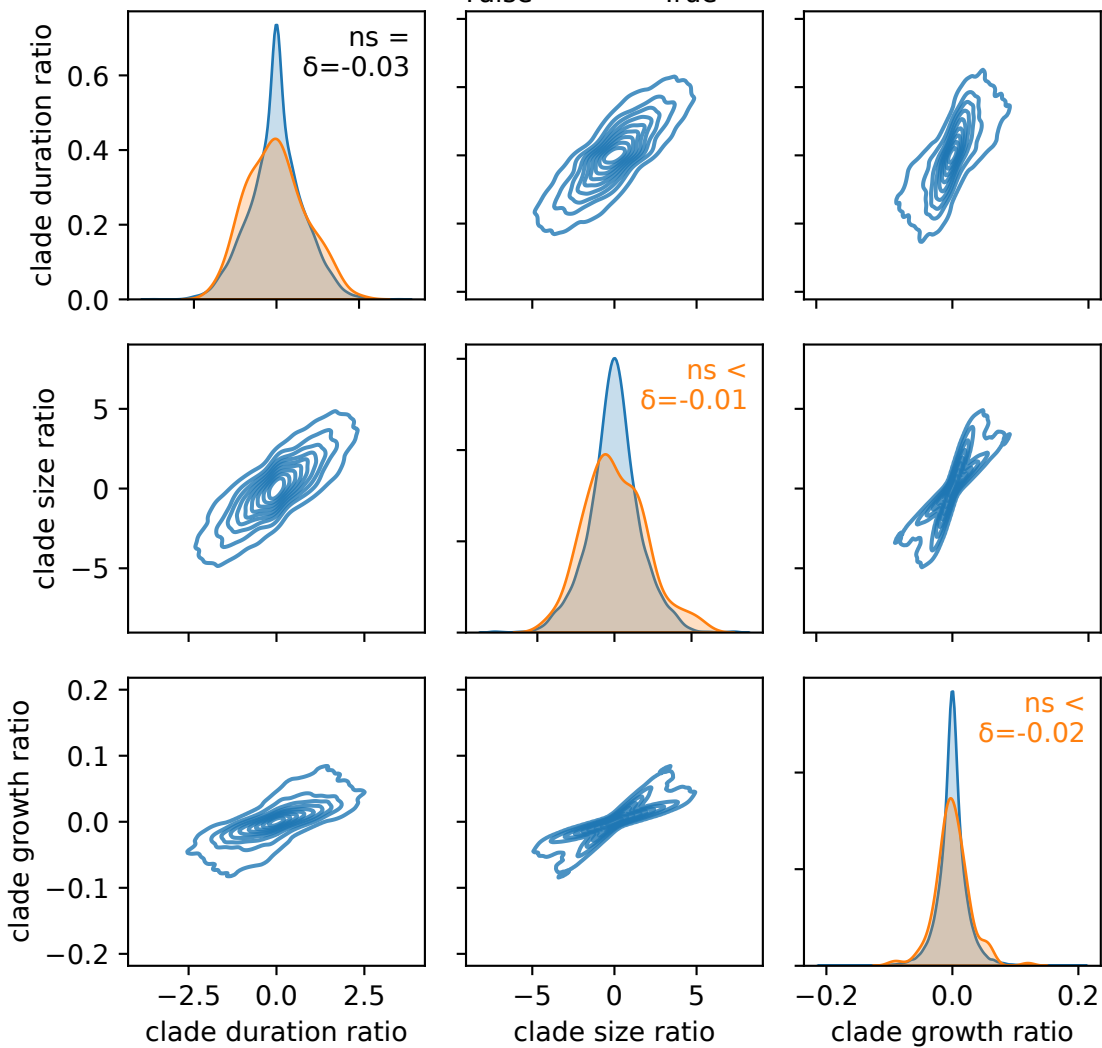 ns =
δ=-0.03
clade duration ratio
0.6
0.4
0.2
0.0
ns <
δ=-0.01
clade size ratio
5
0
−5
ns <
δ=-0.02
clade growth ratio
0.2
0.1
0.0
−0.1
−0.2
−2.5 0.0 2.5
−5 0 5
−0.2 0.0 0.2
clade duration ratio
clade size ratio
clade growth ratio